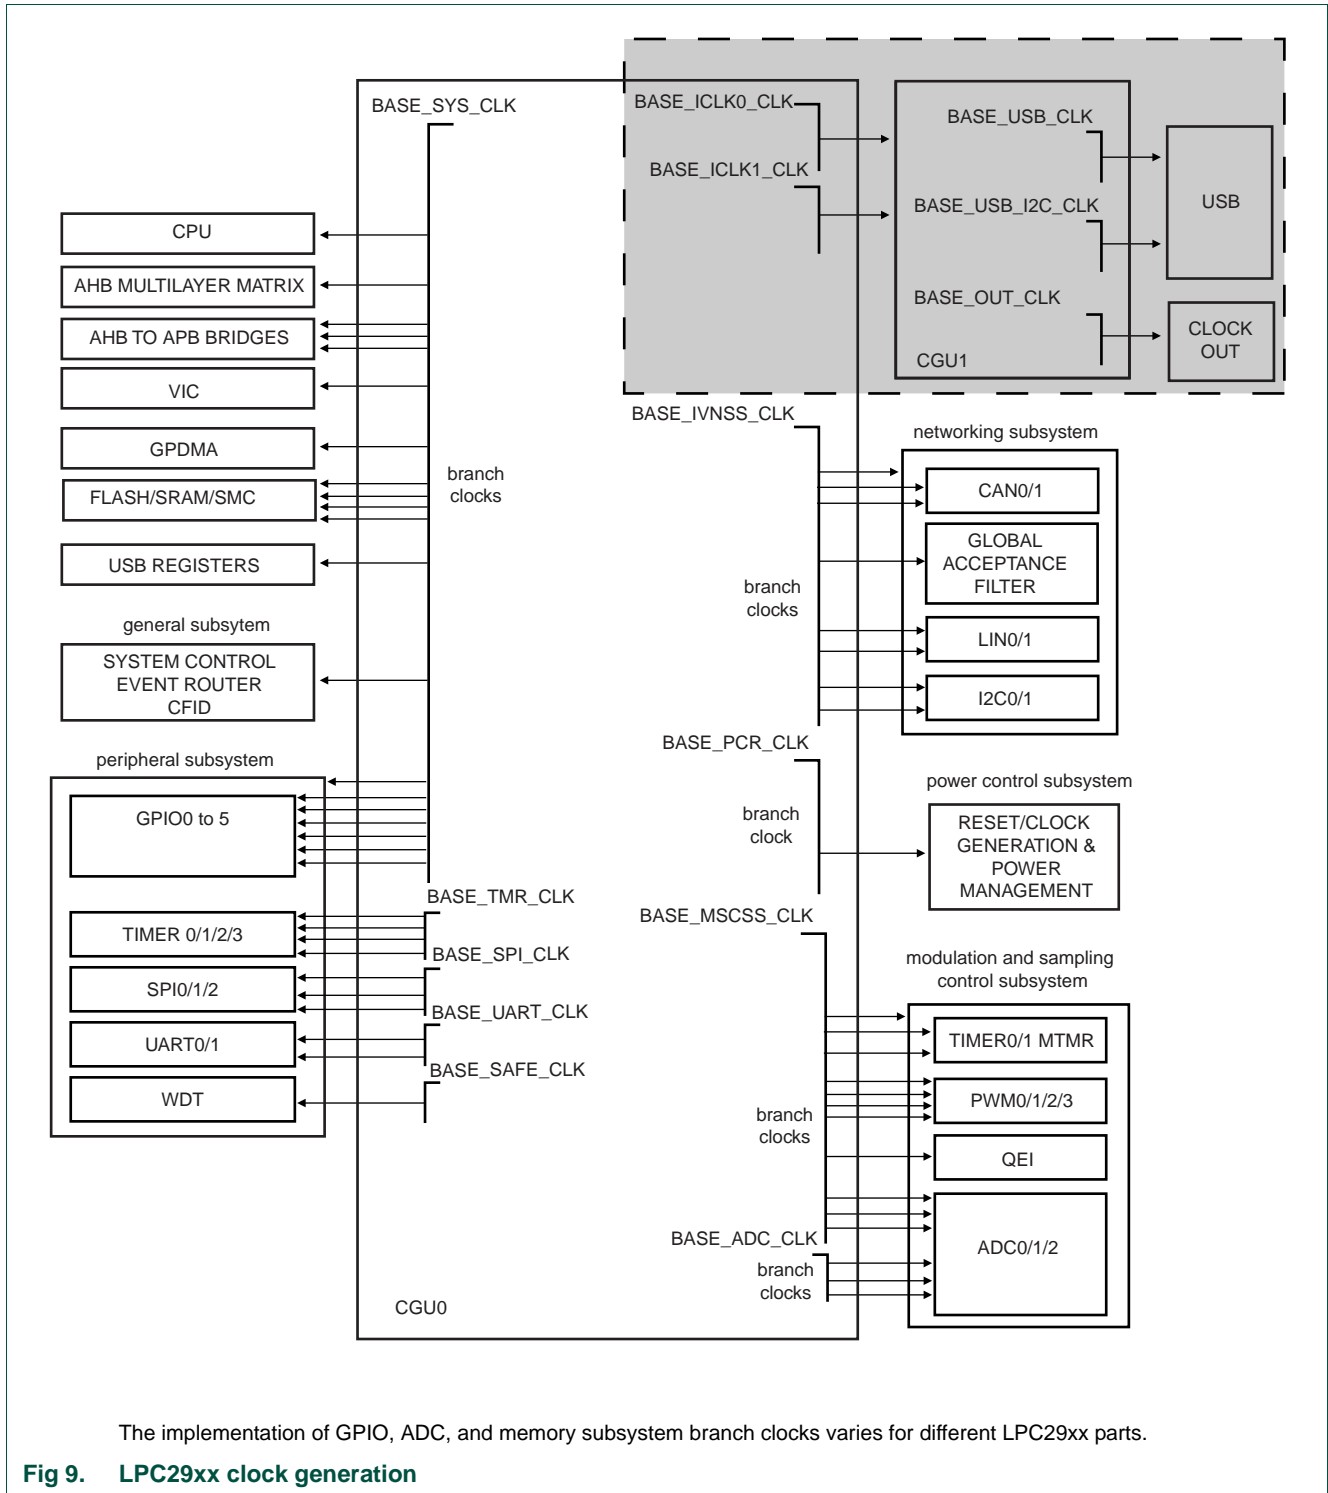 BASE_SYS_CLK
CPU
AHB MULTILAYER MATRIX
AHB TO APB BRIDGES
VIC
GPDMA
FLASH/SRAM/SMC
USB REGISTERS
branch
clocks
general subsytem
SYSTEM CONTROL
EVENT ROUTER
CFID
peripheral subsystem
GPIO0 to 5
BASE_TMR_CLK
TIMER 0/1/2/3
BASE_SPI_CLK
SPI0/1/2
BASE_UART_CLK
UART0/1
BASE_SAFE_CLK
WDT
CGU0
BASE_ICLK0_CLK
BASE_ICLK1_CLK
BASE_USB_CLK
BASE_USB_I2C_CLK
BASE_OUT_CLK
CGU1
USB
CLOCK
OUT
BASE_IVNSS_CLK
branch
clocks
networking subsystem
CAN0/1
GLOBAL
ACCEPTANCE
FILTER
LIN0/1
I2C0/1
BASE_PCR_CLK
branch
clock
power control subsystem
RESET/CLOCK
GENERATION &
POWER
MANAGEMENT
BASE_MSCSS_CLK
branch
clocks
modulation and sampling
control subsystem
TIMER0/1 MTMR
PWM0/1/2/3
QEI
ADC0/1/2
BASE_ADC_CLK
branch
clocks
The implementation of GPIO, ADC, and memory subsystem branch clocks varies for different LPC29xx parts.
Fig 9. LPC29xx clock generation